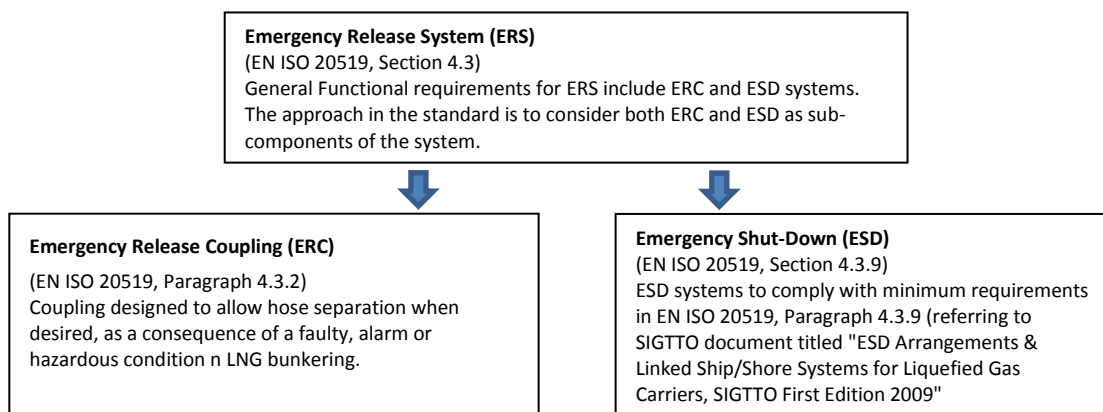 Emergency Release System (ERS)
(EN ISO 20519, Section 4.3)
General Functional requirements for ERS include ERC and ESD systems.
The approach in the standard is to consider both ERC and ESD as sub-
components of the system.
Emergency Release Coupling (ERC)
(EN ISO 20519, Paragraph 4.3.2)
Coupling designed to allow hose separation when
desired, as a consequence of a faulty, alarm or
hazardous condition n LNG bunkering.
Emergency Shut-Down (ESD)
(EN ISO 20519, Section 4.3.9)
ESD systems to comply with minimum requirements
in EN ISO 20519, Paragraph 4.3.9 (referring to
SIGTTO document titled "ESD Arrangements &
Linked Ship/Shore Systems for Liquefied Gas
Carriers, SIGTTO First Edition 2009"